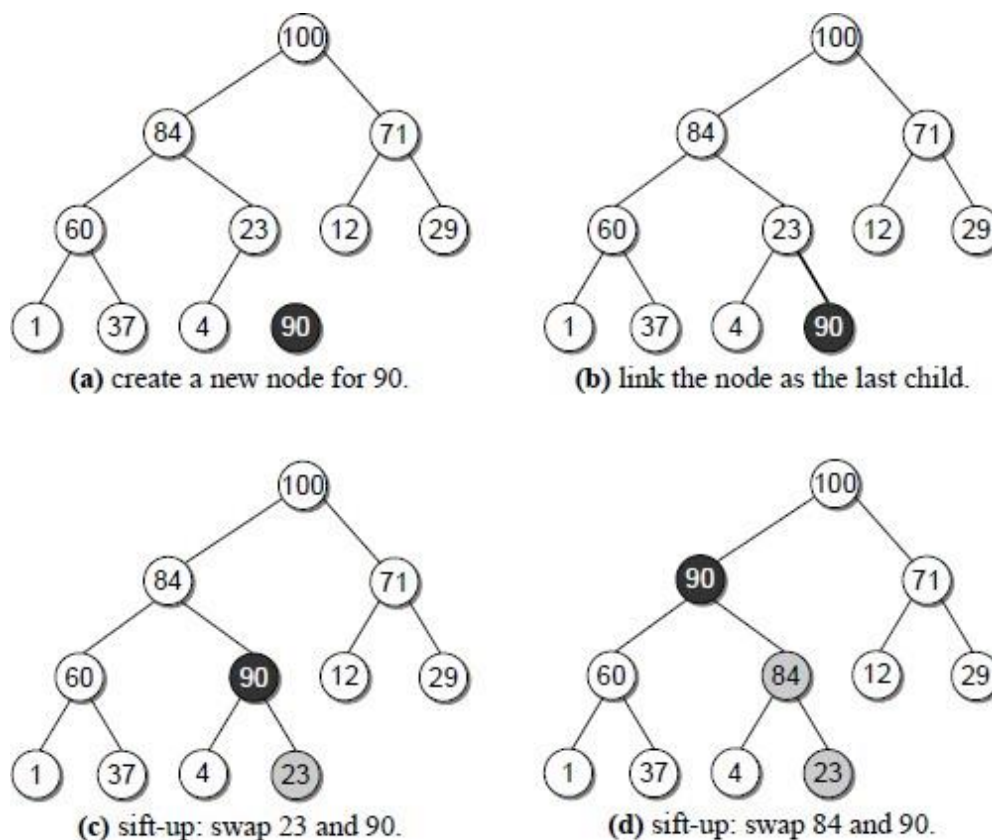 100 100
84 71 84 71
60 23 12 29 60 23 12 29
1 37 4 90 1 37 4 90
(a) create a new node for 90. (b) link the node as the last child.
100 100
84 71 90 71
60 90 12 29 60 84 12 29
1 37 4 23 1 37 4 23
(c) sift-up: swap 23 and 90. (d) sift-up: swap 84 and 90.